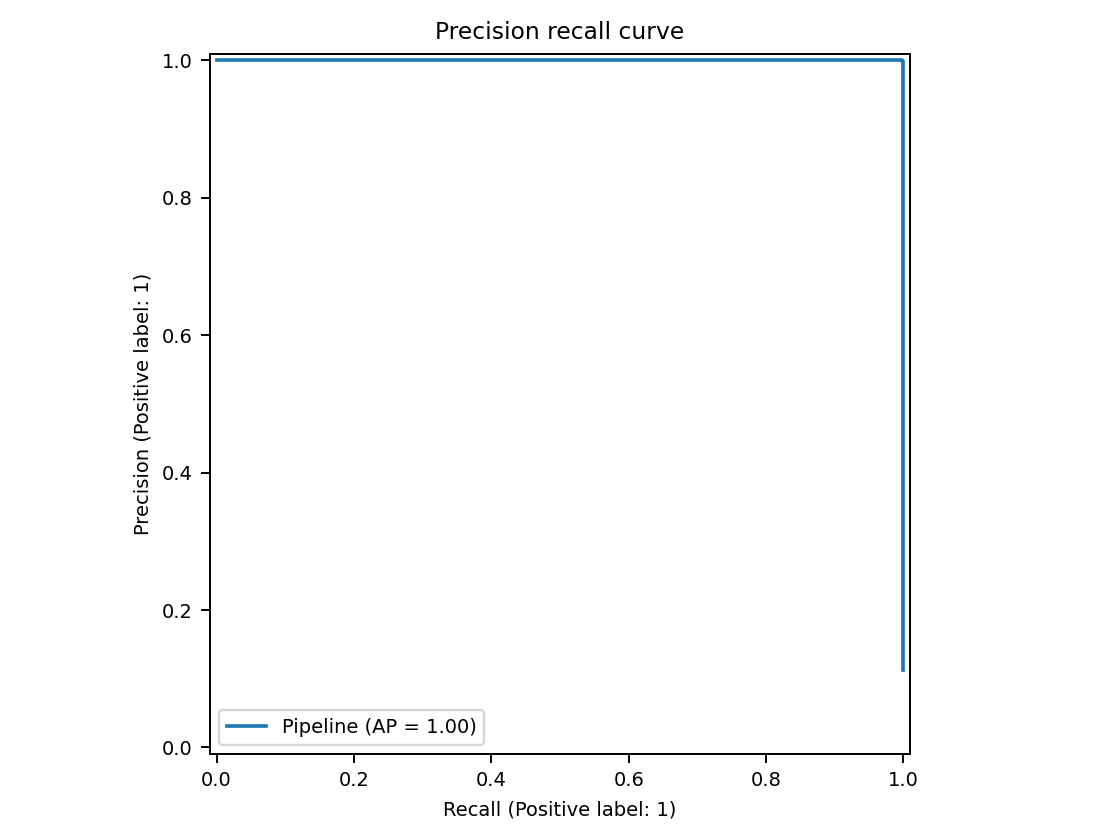 Precision recall curve
1.0
0.8
0.6
0.4
0.2
0.0
Precision (Positive label: 1)
Pipeline (AP = 1.00)
0.0 0.2 0.4 0.6 0.8 1.0
Recall (Positive label: 1)